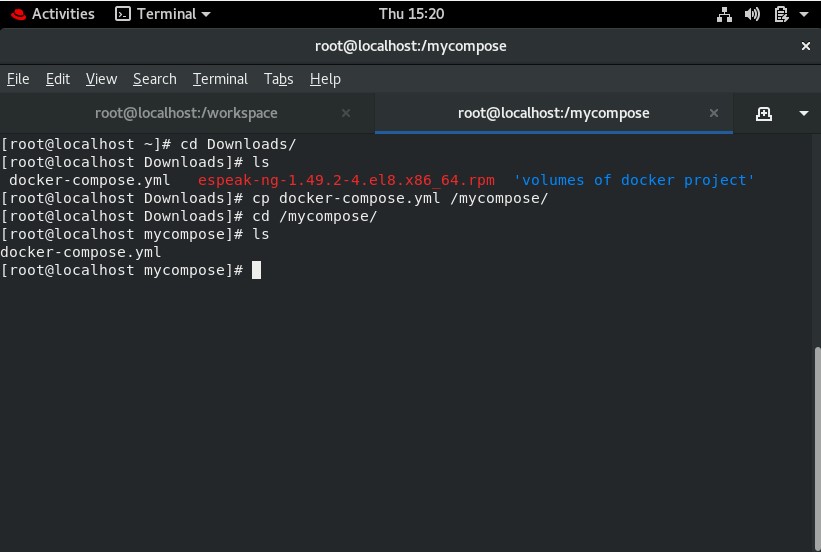 Activities Terminal Thu 15:20
root@localhost:/mycompose
File Edit View Search Terminal Tabs Help
root@localhost:/workspace root@localhost:/mycompose
[root@localhost ~]# cd Downloads/
[root@localhost Downloads]# ls
docker-compose.yml espeak-ng-1.49.2-4.el8.x86_64.rpm 'volumes of docker project'
[root@localhost Downloads]# cp docker-compose.yml /mycompose/
[root@localhost Downloads]# cd /mycompose/
[root@localhost mycompose]# ls
docker-compose.yml
[root@localhost mycompose]#